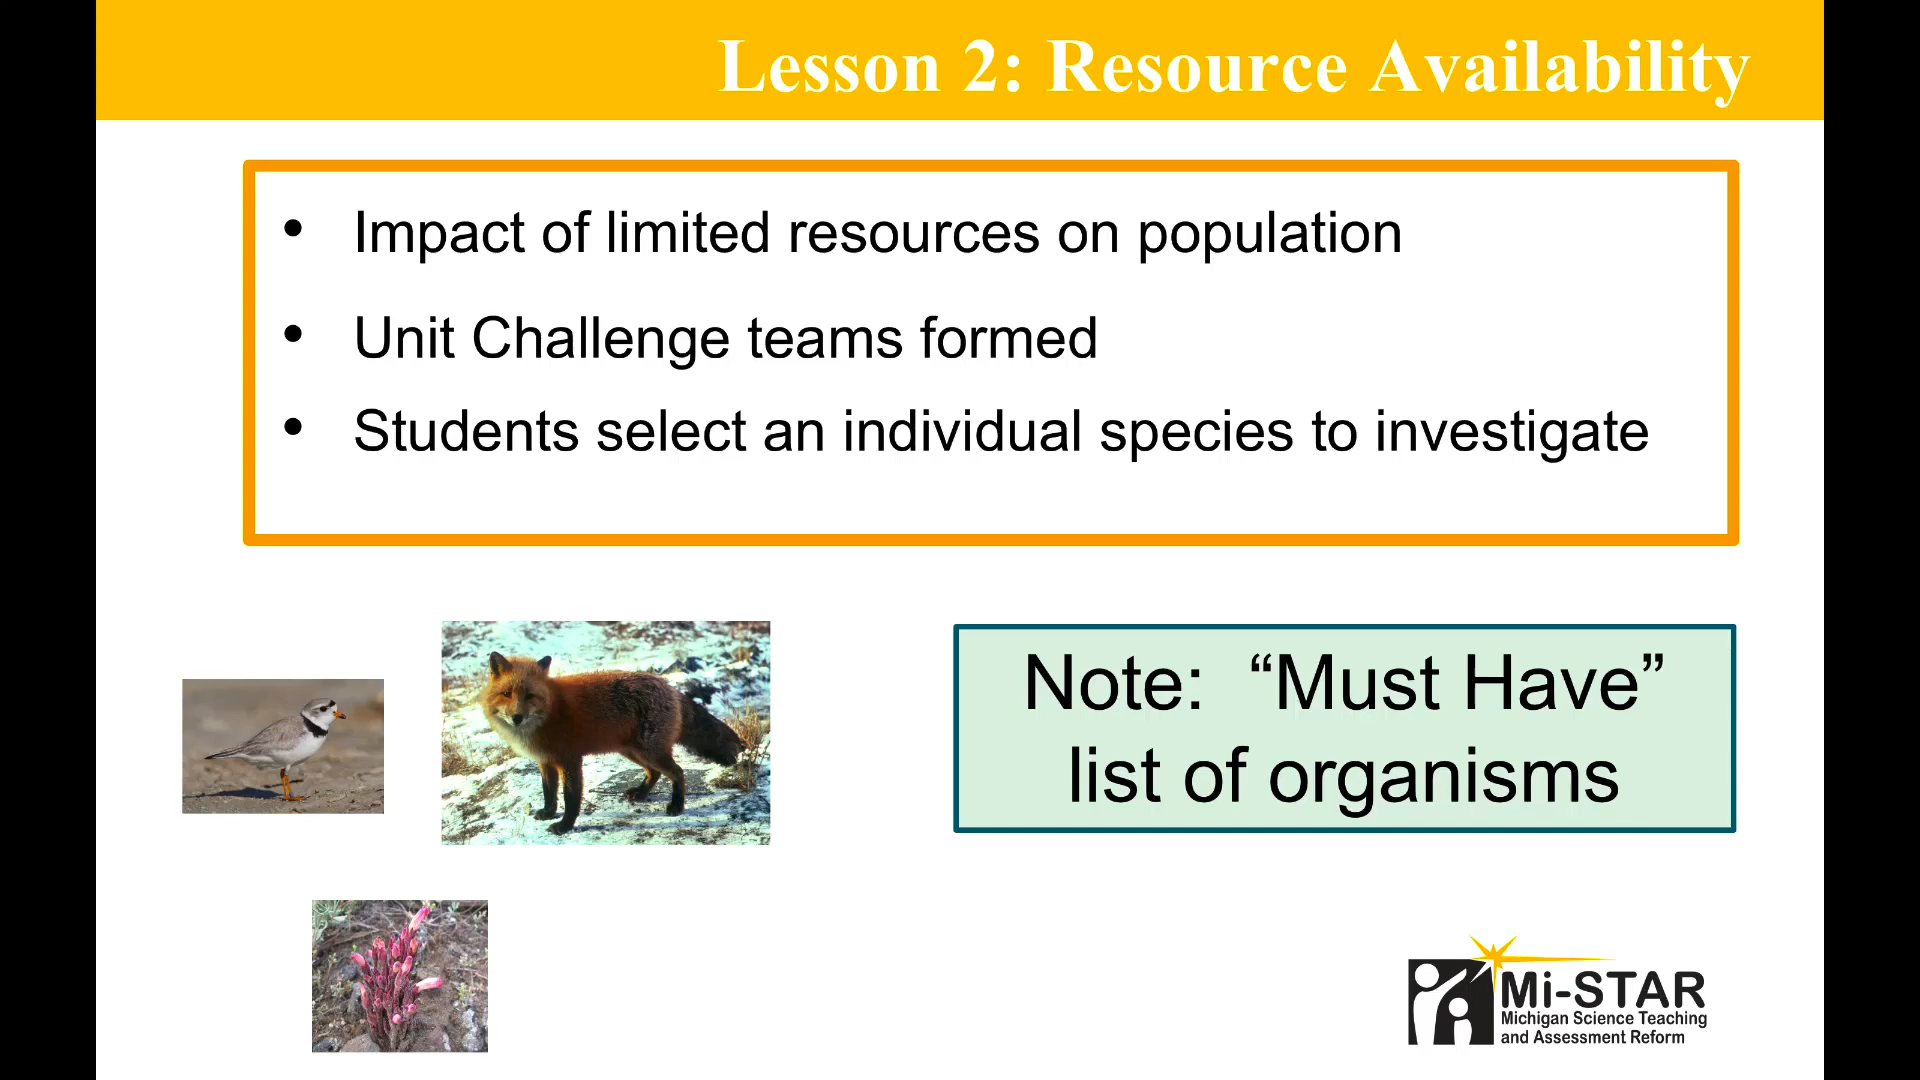 Lesson 2: Resource Availability
• Impact of limited resources on population
• Unit Challenge teams formed
• Students select an individual species to investigate
Note: “Must Have”
list of organisms
Mi-STAR
Michigan Science Teaching
and Assessment Reform